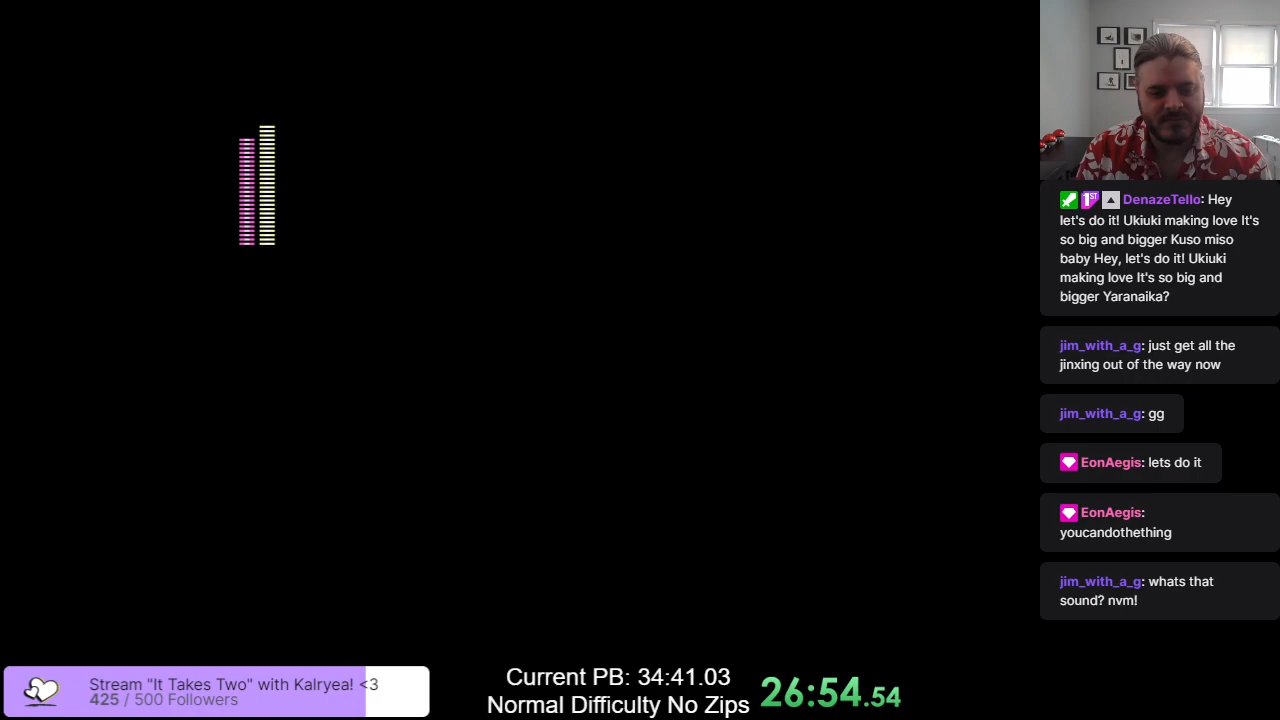 DenazeTello: Hey
let's do it! Ukiuki making love It's
so big and bigger Kuso miso
baby Hey, let's do it! Ukiuki
making love It's so big and
bigger Yaranaika?
jim_with_a_g: just get all the
jinxing out of the way now
jim_with_a_g: gg
EonAegis: lets do it
EonAegis:
youcandothething
jim_with_a_g: whats that
sound? nvm!
Stream "It Takes Two" with Kalryea! <3
425 / 500 Followers
Current PB: 34:41.03
Normal Difficulty No Zips
26:54.54